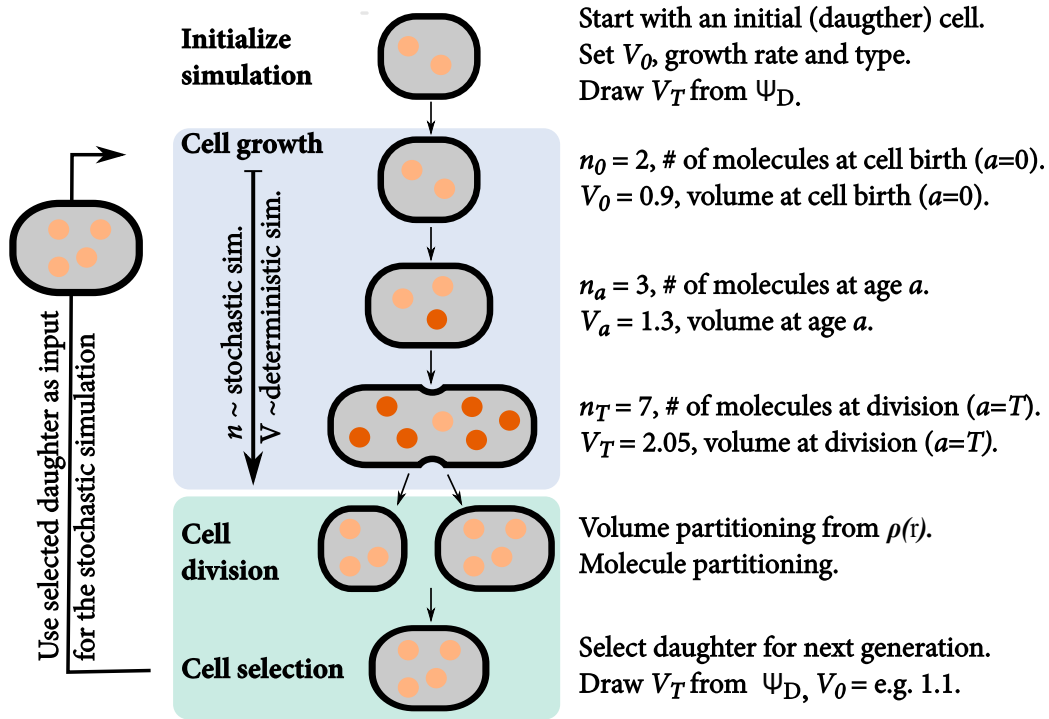 Initialize
simulation
Start with an initial (daugther) cell.
Set V0, growth rate and type.
Draw VT from ΨD.
Cell growth
n ~ stochastic sim.
V ~deterministic sim.
n0 = 2, # of molecules at cell birth (a=0).
V0 = 0.9, volume at cell birth (a=0).
na = 3, # of molecules at age a.
Va = 1.3, volume at age a.
nT = 7, # of molecules at division (a=T).
VT = 2.05, volume at division (a=T).
Use selected daughter as input
for the stochastic simulation
Cell
division
Volume partitioning from ρ(r).
Molecule partitioning.
Cell selection
Select daughter for next generation.
Draw VT from ΨD, V0 = e.g. 1.1.